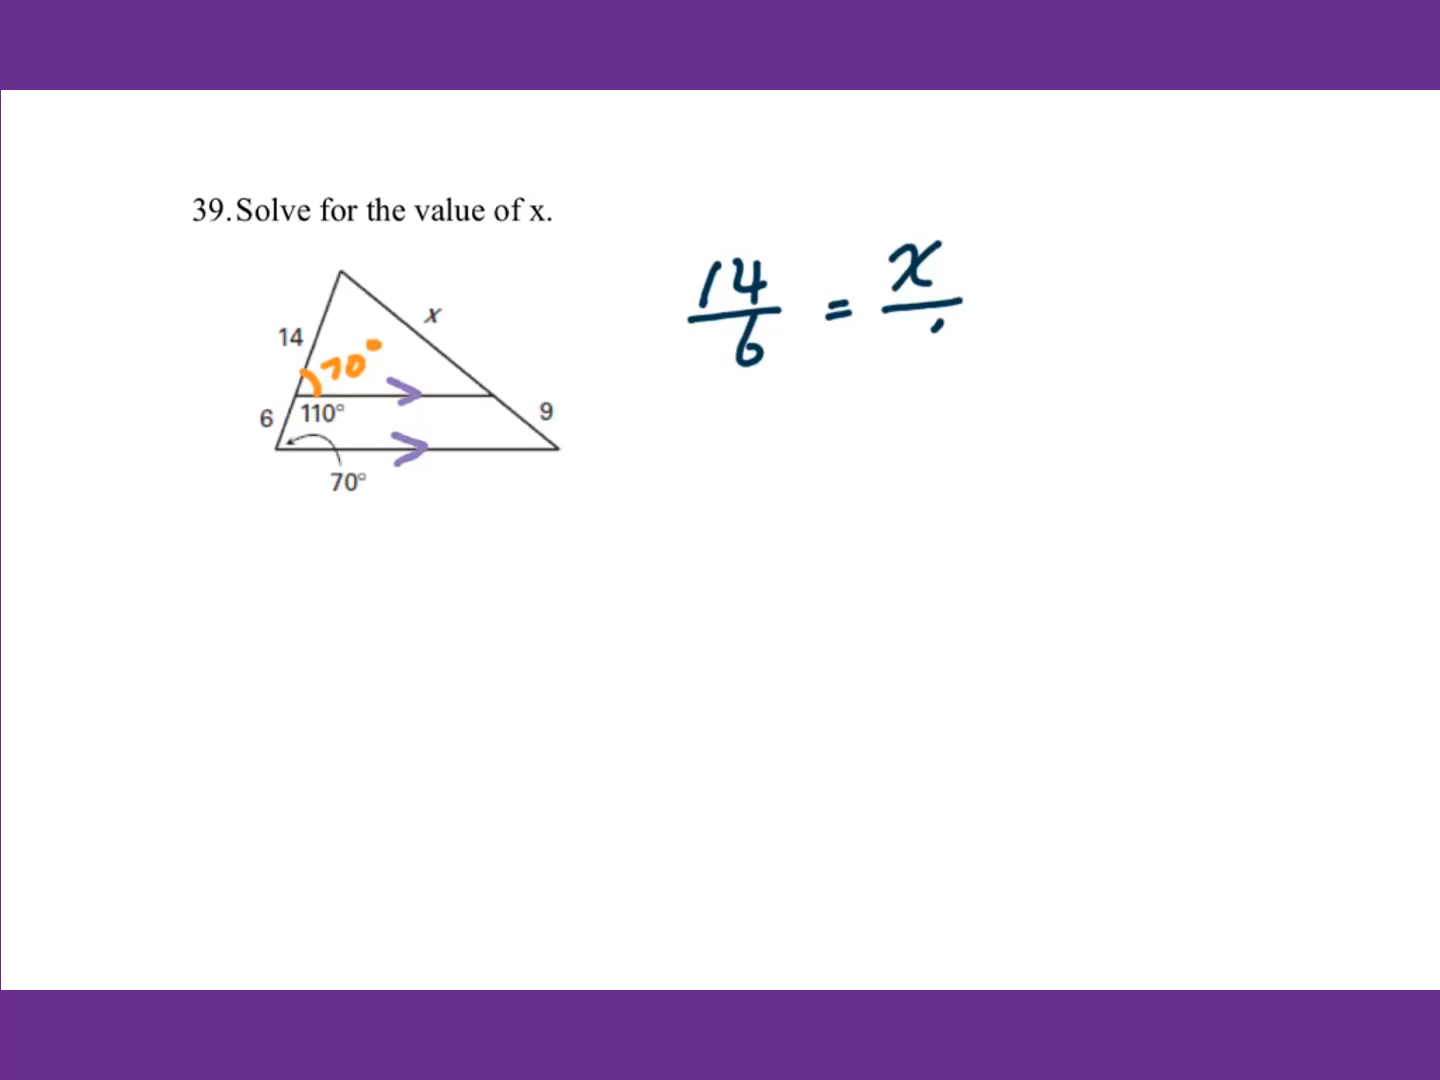 39. Solve for the value of x.
14 = x
6
x
14
70°
6 110° 9
70°